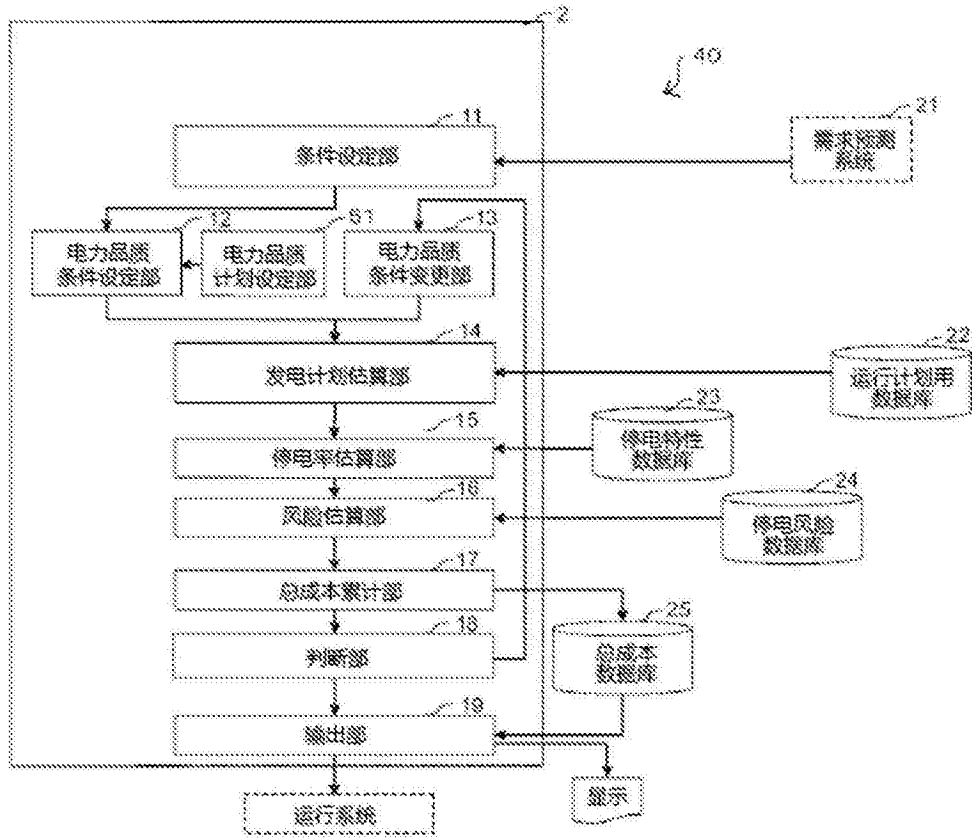 2
40
11
条件设定部
21
需求预测
系统
12
电力品质
条件设定部
61
电力品质
计划设定部
13
电力品质
条件变更部
14
发电计划估算部
22
运行计划用
数据库
15
停电率估算部
23
停电特性
数据库
16
风险估算部
24
停电风险
数据库
17
总成本累计部
25
总成本
数据库
18
判断部
19
输出部
运行系统
显示